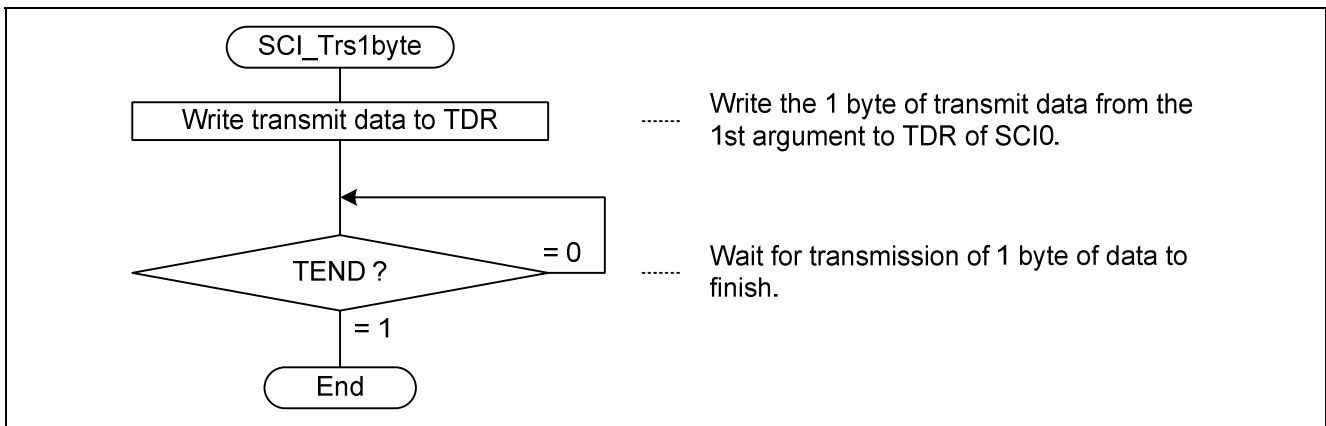 SCI_Trs1byte
Write transmit data to TDR
Write the 1 byte of transmit data from the
1st argument to TDR of SCI0.
TEND ?
= 0
Wait for transmission of 1 byte of data to
finish.
= 1
End